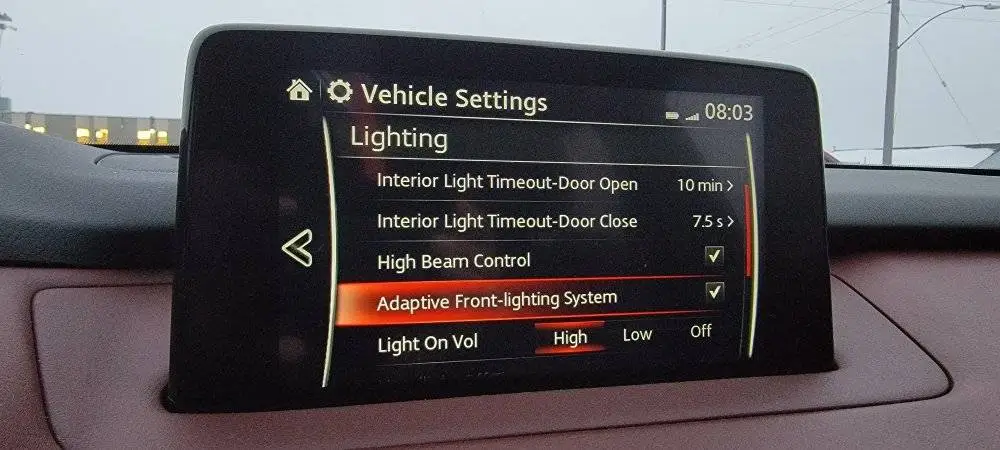 Vehicle Settings 08:03
Lighting
Interior Light Timeout-Door Open 10 min
Interior Light Timeout-Door Close 7.5 s
High Beam Control
Adaptive Front-lighting System
Light On Vol High Low Off